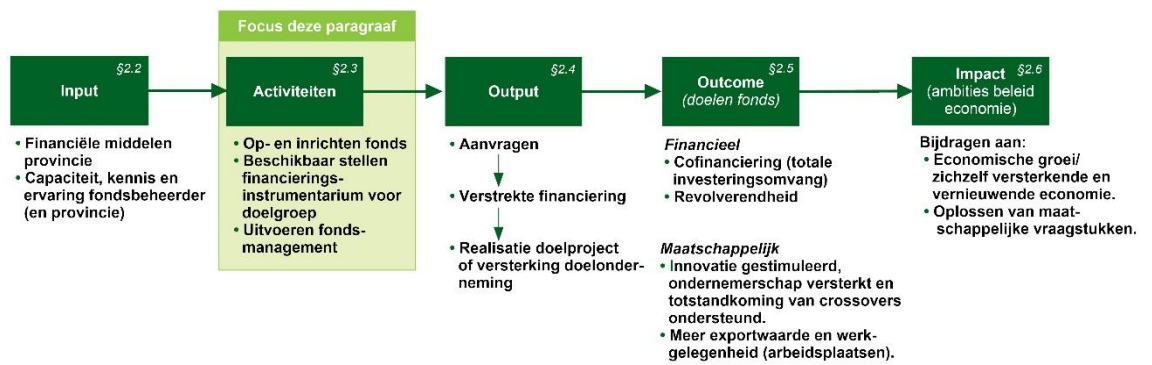 Focus deze paragraaf
§2.2
Input
• Financiële middelen
provincie
• Capaciteit, kennis en
ervaring fondsbeheerder
(en provincie)
§2.3
Activiteiten
• Op- en inrichten fonds
• Beschikbaar stellen
financierings-
instrumentarium voor
doelgroep
• Uitvoeren fonds-
management
§2.4
Output
• Aanvragen
• Verstrekte financiering
• Realisatie doelproject
of versterking doelonder-
neming
§2.5
Outcome
(doelen fonds)
Financieel
• Cofinanciering (totale
investeringsomvang)
• Revolverendheid
Maatschappelijk
• Innovatie gestimuleerd,
ondernemerschap versterkt en
totstandkoming van crossovers
ondersteund.
• Meer exportwaarde en werk-
gelegenheid (arbeidsplaatsen).
Impact §2.6
(ambities beleid
economie)
Bijdragen aan:
• Economische groei/
zichzelf versterkende en
vernieuwende economie.
• Oplossen van maat-
schappelijke vraagstukken.